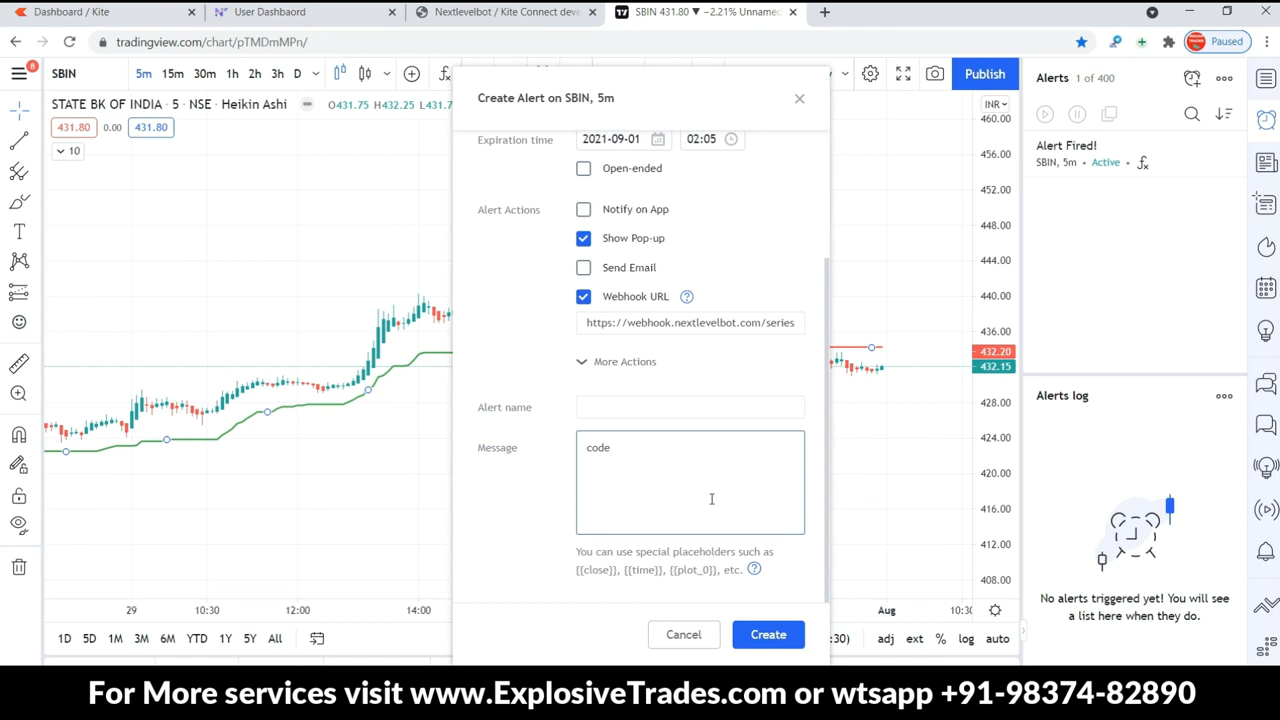 Dashboard / Kite
User Dashbaord
Nextlevelbot / Kite Connect deve
SBIN 431.80 ▼ −2.21% Unnamed
tradingview.com/chart/pTMDmMPn/
Paused
8
SBIN
5m 15m 30m 1h 2h 3h D
Publish
STATE BK OF INDIA · 5 · NSE · Heikin Ashi
O431.75 H432.25 L431.7
431.80 0.00 431.80
10
Create Alert on SBIN, 5m
Expiration time
2021-09-01
02:05
Open-ended
Alert Actions
Notify on App
Show Pop-up
Send Email
Webhook URL
https://webhook.nextlevelbot.com/series
More Actions
Alert name
Message
code
You can use special placeholders such as
{{close}}, {{time}}, {{plot_0}}, etc.
Cancel
Create
INR
460.00
456.00
452.00
448.00
444.00
440.00
436.00
432.20
432.15
428.00
424.00
420.00
416.00
412.00
408.00
29 10:30 12:00 14:00 Aug 10:30
1D 5D 1M 3M 6M YTD 1Y 5Y All
:30) adj ext % log auto
Alerts 1 of 400
Alert Fired!
SBIN, 5m • Active •
Alerts log
No alerts triggered yet! You will see
a list here when they do.
For More services visit www.ExplosiveTrades.com or wtsapp +91-98374-82890